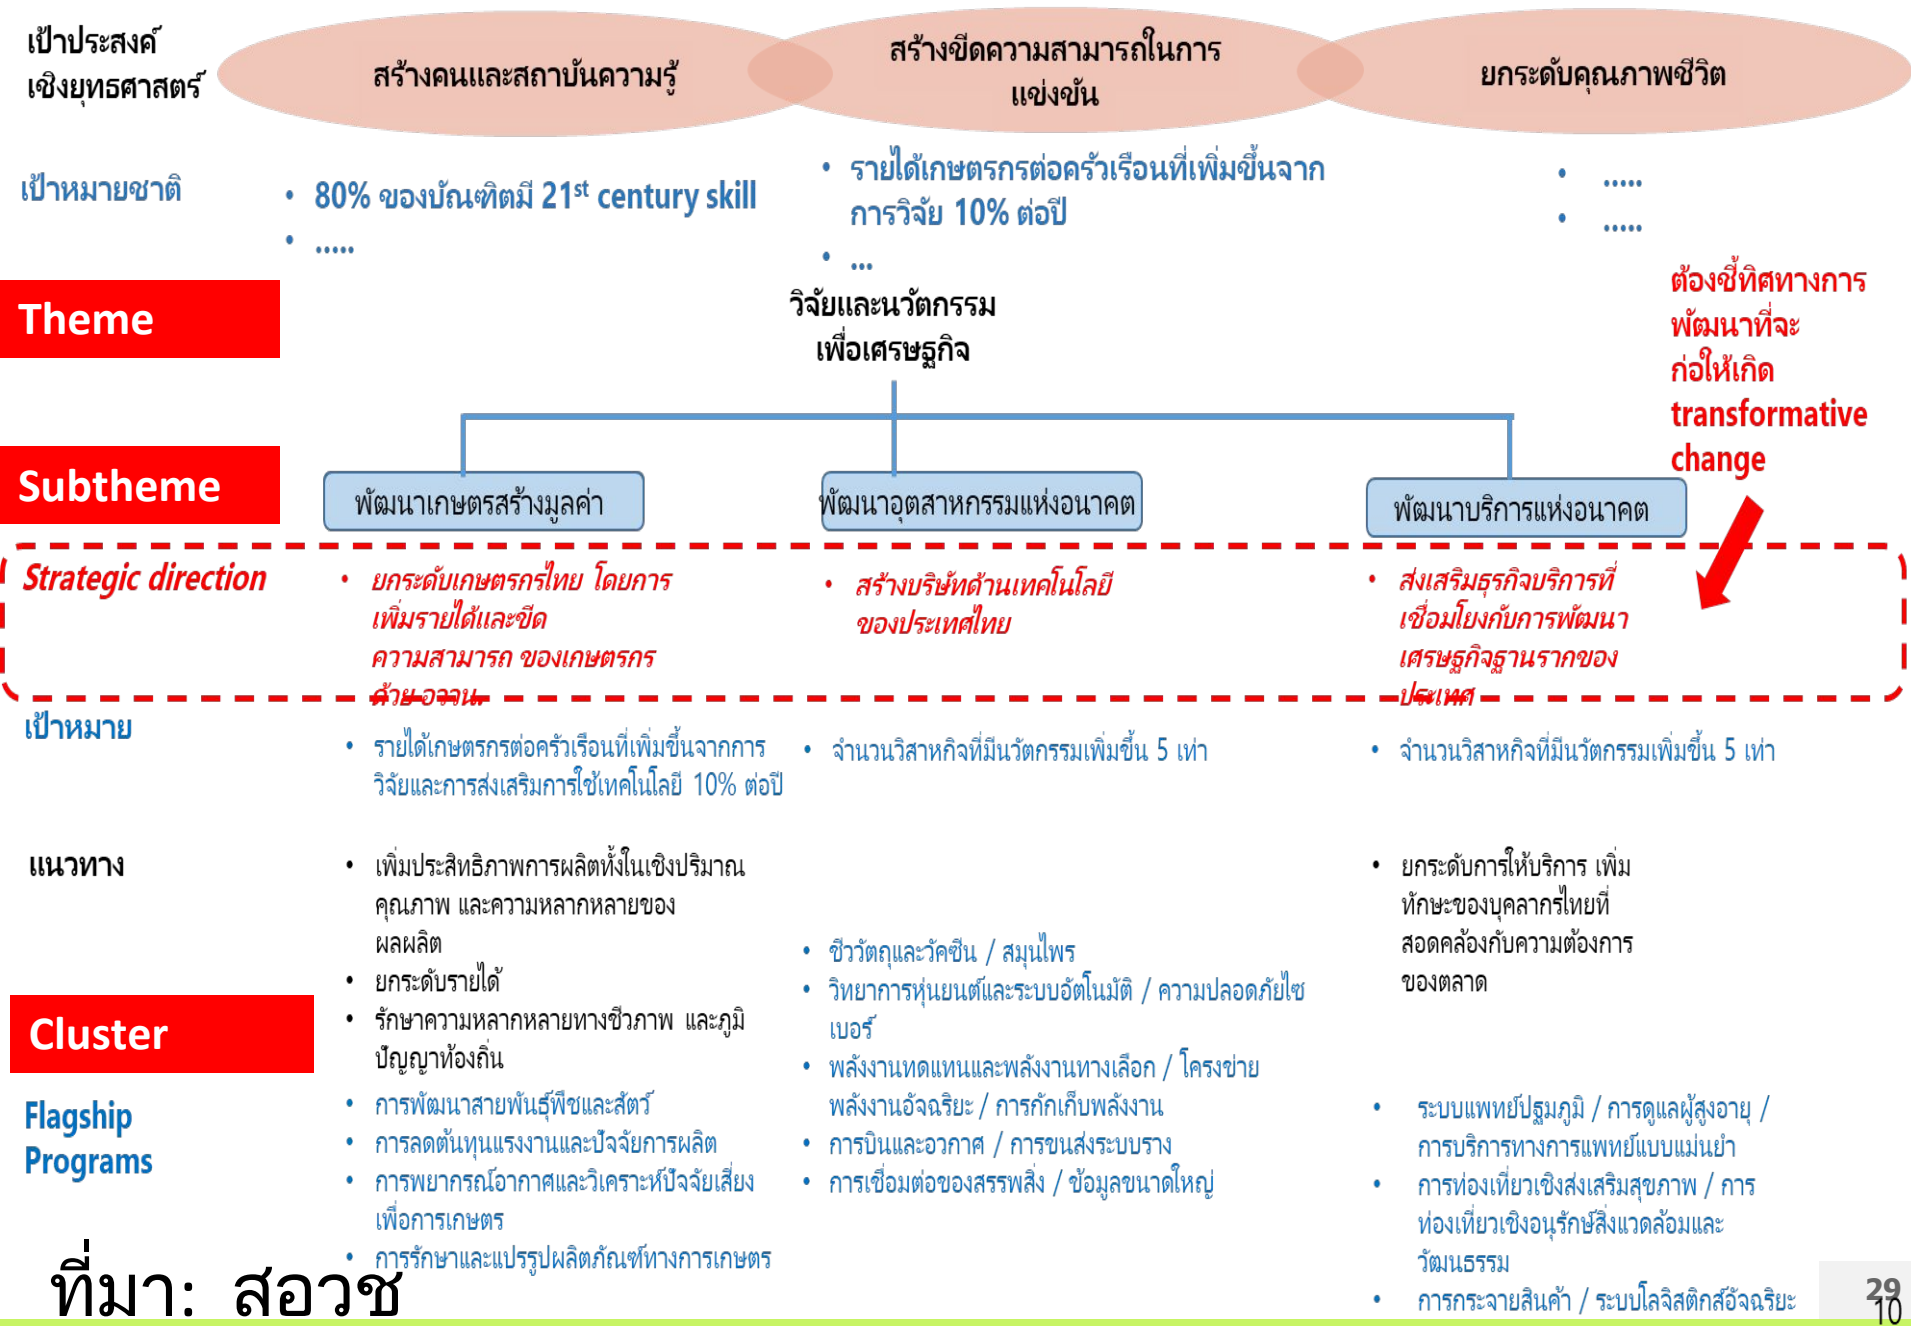 เป้าประสงค์
เชิงยุทธศาสตร์
สร้างคนและสถาบันความรู้
สร้างขีดความสามารถในการ
แข่งขัน
ยกระดับคุณภาพชีวิต
เป้าหมายชาติ
• 80% ของบัณฑิตมี 21st century skill
• .....
• รายได้เกษตรกรต่อครัวเรือนที่เพิ่มขึ้นจาก
การวิจัย 10% ต่อปี
• ...
• .....
• .....
Theme
วิจัยและนวัตกรรม
เพื่อเศรษฐกิจ
ต้องชี้ทิศทางการ
พัฒนาที่จะ
ก่อให้เกิด
transformative
change
Subtheme
พัฒนาเกษตรสร้างมูลค่า
พัฒนาอุตสาหกรรมแห่งอนาคต
พัฒนาบริการแห่งอนาคต
Strategic direction
• ยกระดับเกษตรกรไทย โดยการ
เพิ่มรายได้และขีด
ความสามารถ ของเกษตรกร
ด้วย อววน.
• สร้างบริษัทด้านเทคโนโลยี
ของประเทศไทย
• ส่งเสริมธุรกิจบริการที่
เชื่อมโยงกับการพัฒนา
เศรษฐกิจฐานรากของ
ประเทศ
เป้าหมาย
• รายได้เกษตรกรต่อครัวเรือนที่เพิ่มขึ้นจากการ
วิจัยและการส่งเสริมการใช้เทคโนโลยี 10% ต่อปี
• จำนวนวิสาหกิจที่มีนวัตกรรมเพิ่มขึ้น 5 เท่า
• จำนวนวิสาหกิจที่มีนวัตกรรมเพิ่มขึ้น 5 เท่า
แนวทาง
• เพิ่มประสิทธิภาพการผลิตทั้งในเชิงปริมาณ
คุณภาพ และความหลากหลายของ
ผลผลิต
• ยกระดับรายได้
• รักษาความหลากหลายทางชีวภาพ และภูมิ
ปัญญาท้องถิ่น
• ยกระดับการให้บริการ เพิ่ม
ทักษะของบุคลากรไทยที่
สอดคล้องกับความต้องการ
ของตลาด
Cluster
Flagship
Programs
• การพัฒนาสายพันธุ์พืชและสัตว์
• การลดต้นทุนแรงงานและปัจจัยการผลิต
• การพยากรณ์อากาศและวิเคราะห์ปัจจัยเสี่ยง
เพื่อการเกษตร
• การรักษาและแปรรูปผลิตภัณฑ์ทางการเกษตร
• ชีววัตถุและวัคซีน / สมุนไพร
• วิทยาการหุ่นยนต์และระบบอัตโนมัติ / ความปลอดภัยไซ
เบอร์
• พลังงานทดแทนและพลังงานทางเลือก / โครงข่าย
พลังงานอัจฉริยะ / การกักเก็บพลังงาน
• การบินและอวกาศ / การขนส่งระบบราง
• การเชื่อมต่อของสรรพสิ่ง / ข้อมูลขนาดใหญ่
• ระบบแพทย์ปฐมภูมิ / การดูแลผู้สูงอายุ /
การบริการทางการแพทย์แบบแม่นยำ
• การท่องเที่ยวเชิงส่งเสริมสุขภาพ / การ
ท่องเที่ยวเชิงอนุรักษ์สิ่งแวดล้อมและ
วัฒนธรรม
• การกระจายสินค้า / ระบบโลจิสติกส์อัจฉริยะ
ที่มา: สอวช
29
10